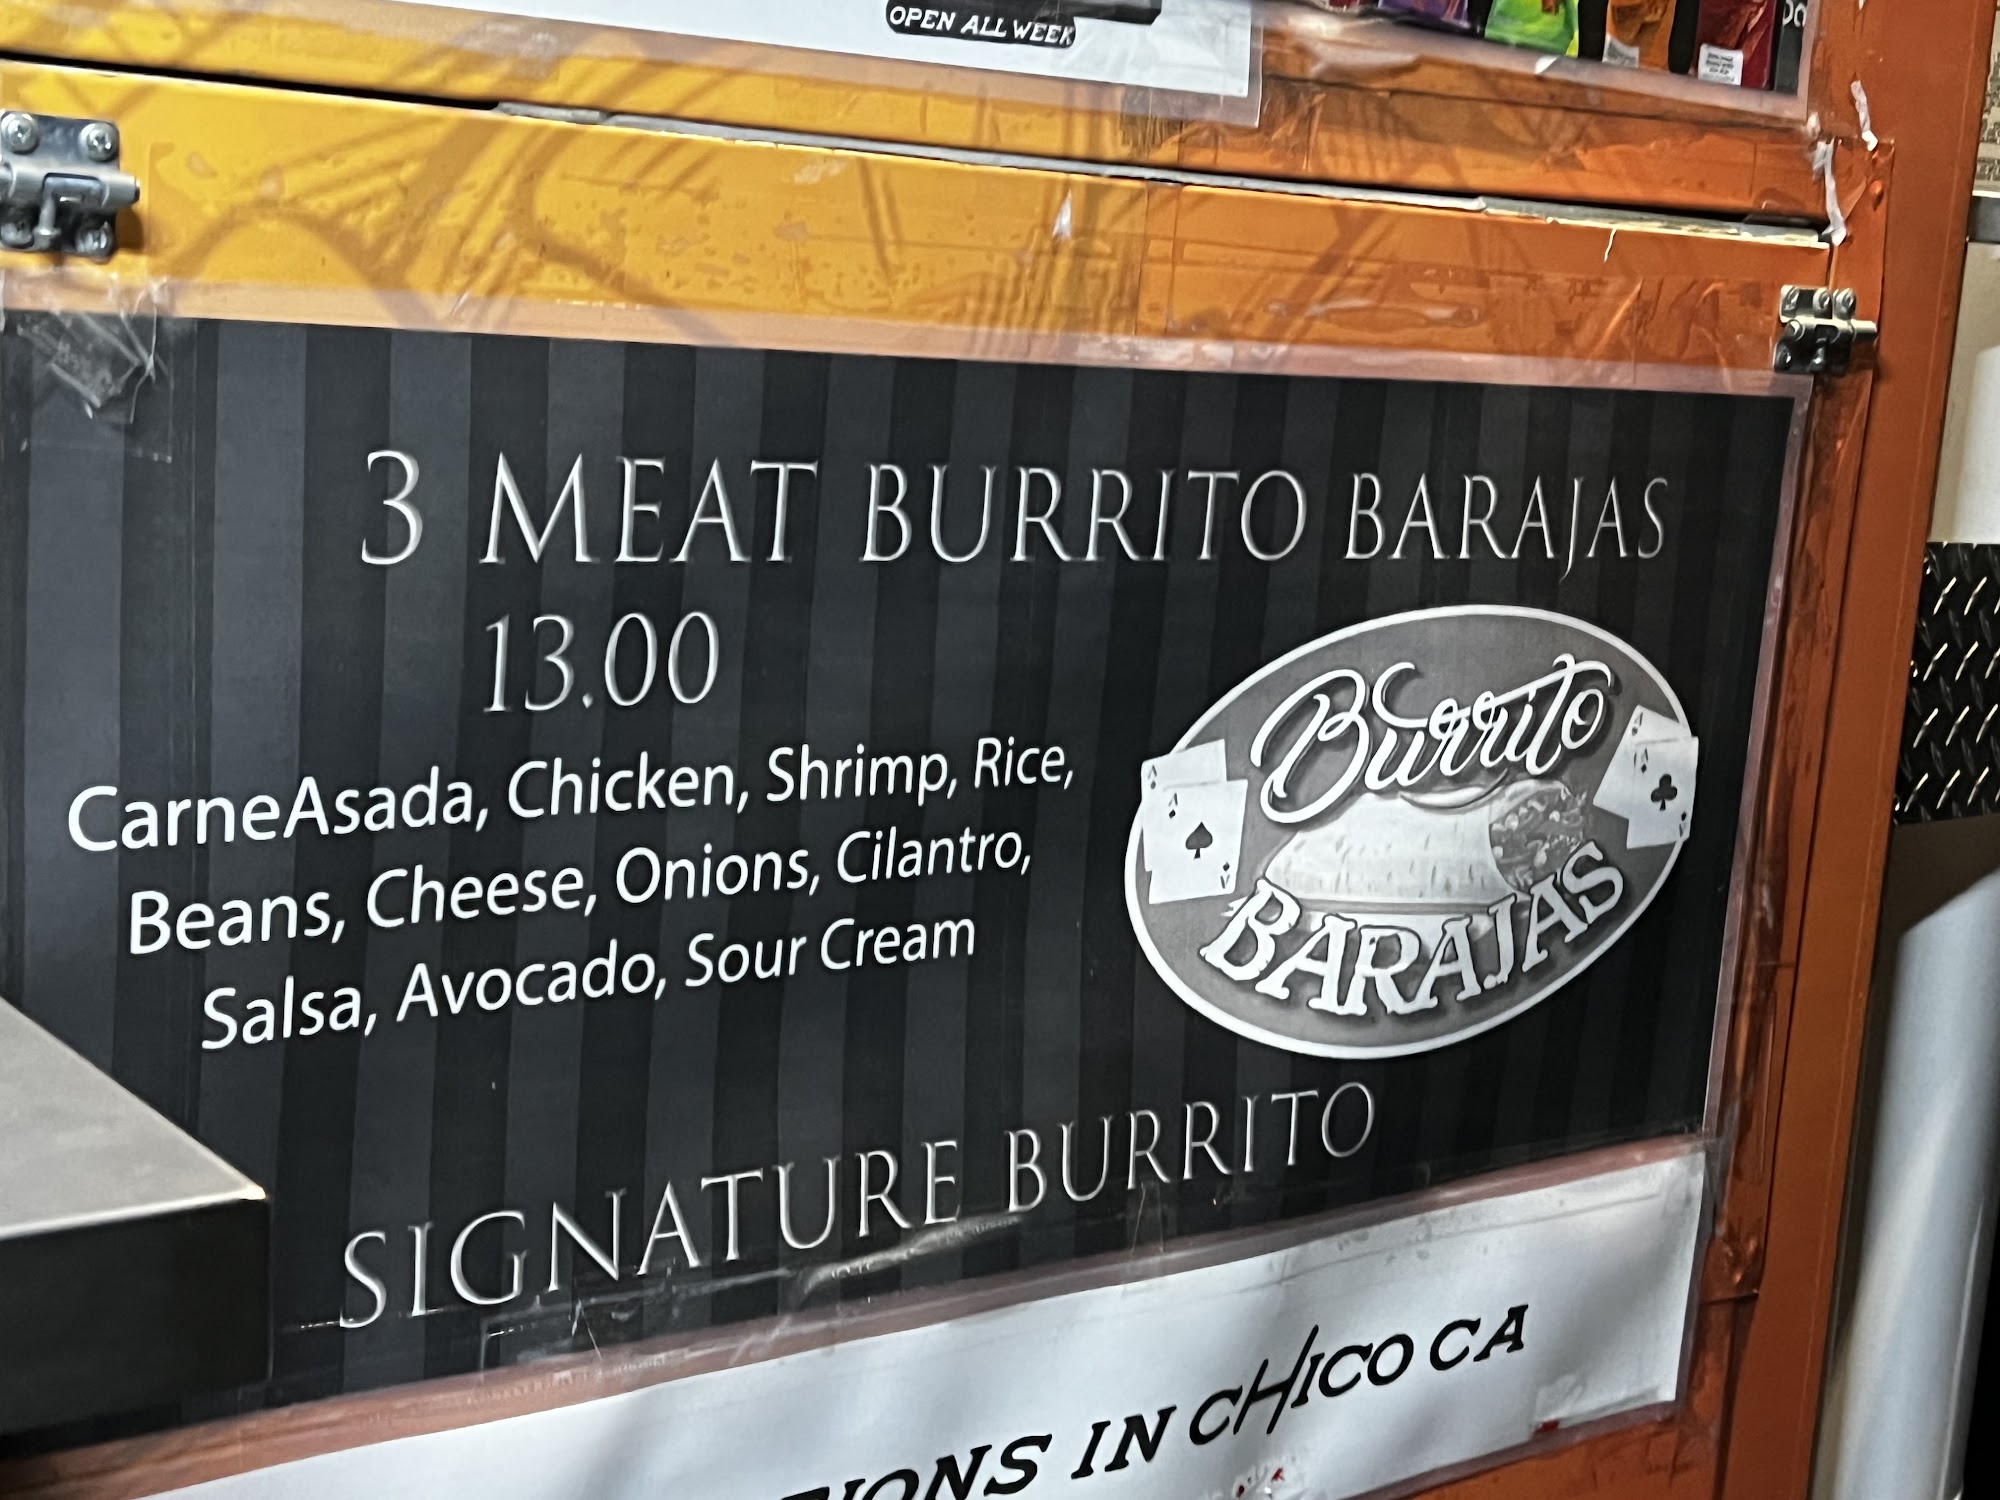 OPEN ALL WEEK
3 MEAT BURRITO BARAJAS
13.00
CarneAsada, Chicken, Shrimp, Rice,
Beans, Cheese, Onions, Cilantro,
Salsa, Avocado, Sour Cream
Burrito
BARAJAS
SIGNATURE BURRITO
IN CHICO CA